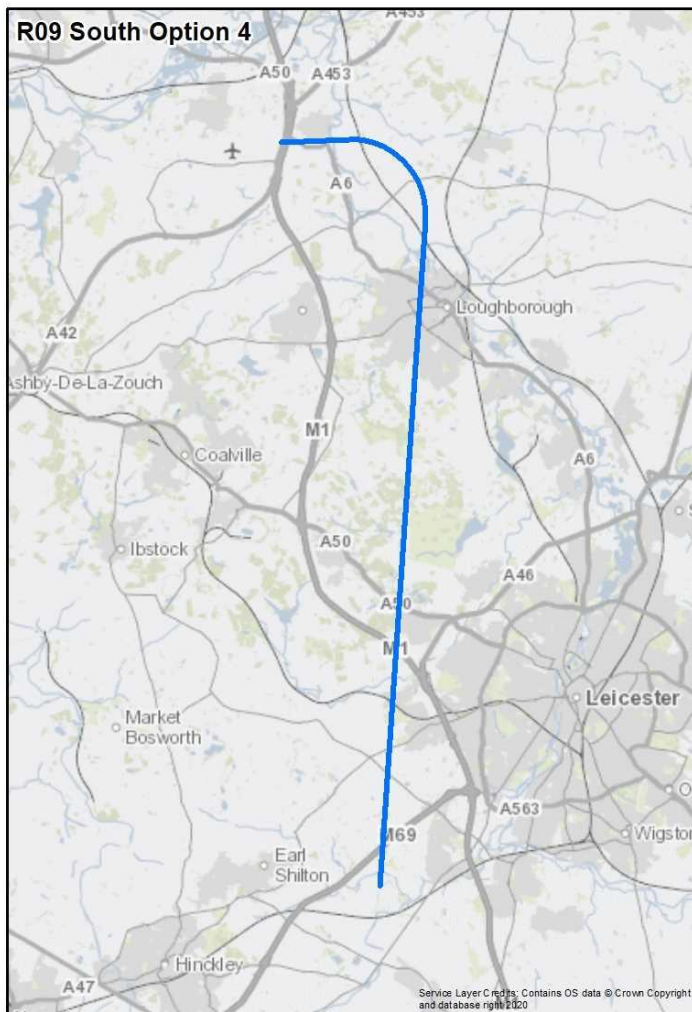 R09 South Option 4
A453
A50
A453
A6
Loughborough
A42
Ashby-De-La-Zouch
M1
A6
Coalville
A50
Ibstock
A46
A50
M1
Leicester
Market
Bosworth
A563
M69
Wigston
Earl
Shilton
Hinckley
A47
Service Layer Credits: Contains OS data © Crown Copyright
and database right 2020